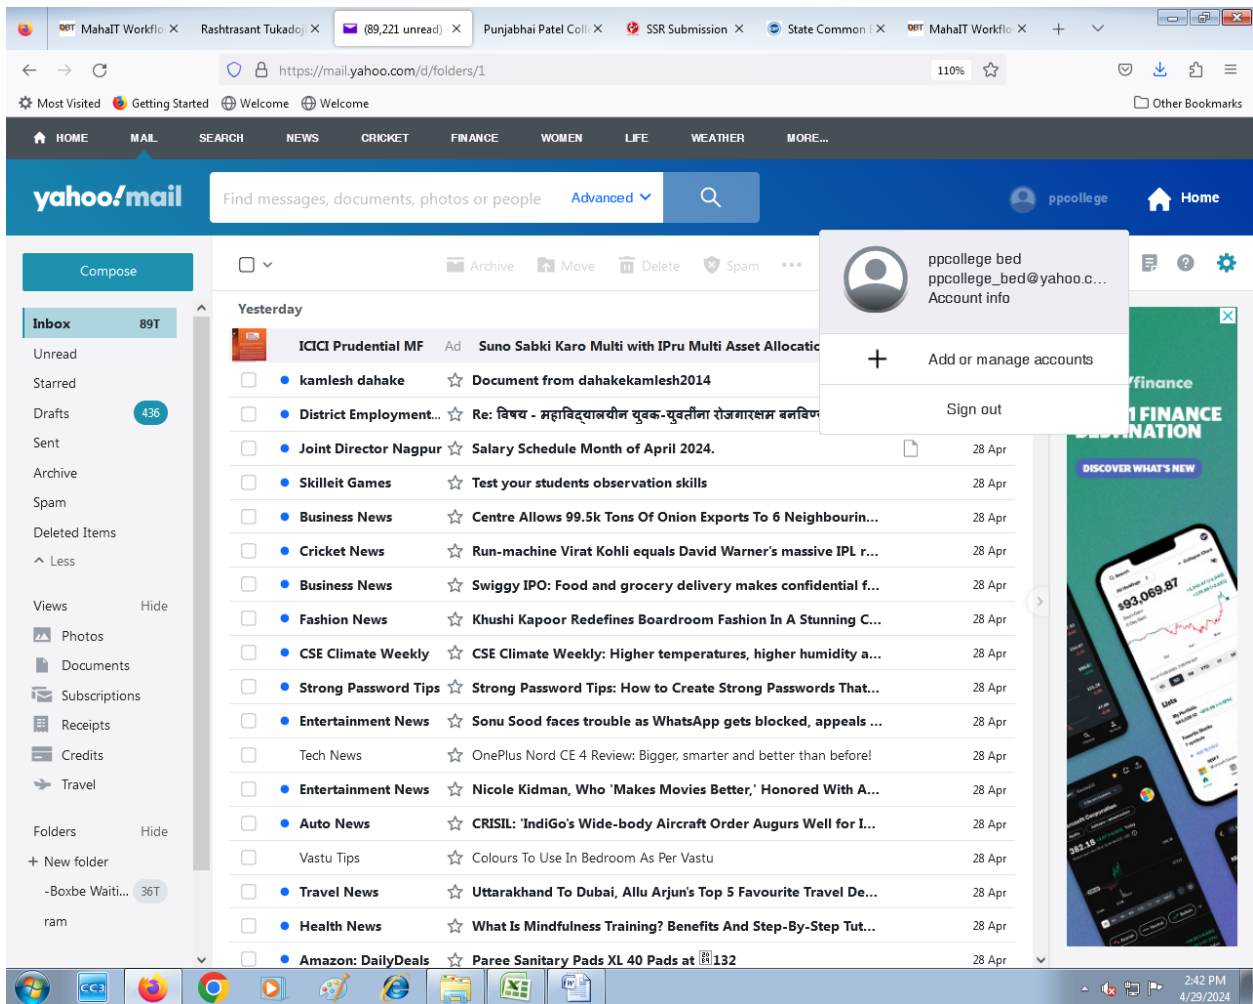 MahaIT Workflo
Rashtrasant Tukadoji
(89,221 unread) -
Punjabhai Patel Colle
SSR Submission
State Common E
MahaIT Workflo
https://mail.yahoo.com/d/folders/1
110%
Most Visited Getting Started Welcome Welcome Other Bookmarks
HOME MAIL SEARCH NEWS CRICKET FINANCE WOMEN LIFE WEATHER MORE...
yahoo!mail
Find messages, documents, photos or people Advanced
ppcollege Home
ppcollege bed
ppcollege_bed@yahoo.c...
Account info
Add or manage accounts
Sign out
Compose
Archive Move Delete Spam
Inbox 89T
Unread
Starred
Drafts 436
Sent
Archive
Spam
Deleted Items
Less
Views Hide
Photos
Documents
Subscriptions
Receipts
Credits
Travel
Folders Hide
+ New folder
-Boxbe Waiti... 36T
ram
Yesterday
ICICI Prudential MF Ad Suno Sabki Karo Multi with IPru Multi Asset Allocatio
kamlesh dahake Document from dahakekamlesh2014
District Employment... Re: विषय - महाविद्यालयीन युवक-युवतींना रोजगारक्षम
Joint Director Nagpur Salary Schedule Month of April 2024. 28 Apr
Skilleit Games Test your students observation skills 28 Apr
Business News Centre Allows 99.5k Tons Of Onion Exports To 6 Neighbourin... 28 Apr
Cricket News Run-machine Virat Kohli equals David Warner's massive IPL r... 28 Apr
Business News Swiggy IPO: Food and grocery delivery makes confidential f... 28 Apr
Fashion News Khushi Kapoor Redefines Boardroom Fashion In A Stunning C... 28 Apr
CSE Climate Weekly CSE Climate Weekly: Higher temperatures, higher humidity a... 28 Apr
Strong Password Tips Strong Password Tips: How to Create Strong Passwords That... 28 Apr
Entertainment News Sonu Sood faces trouble as WhatsApp gets blocked, appeals ... 28 Apr
Tech News OnePlus Nord CE 4 Review: Bigger, smarter and better than before! 28 Apr
Entertainment News Nicole Kidman, Who 'Makes Movies Better,' Honored With A... 28 Apr
Auto News CRISIL: 'IndiGo's Wide-body Aircraft Order Augurs Well for I... 28 Apr
Vastu Tips Colours To Use In Bedroom As Per Vastu 28 Apr
Travel News Uttarakhand To Dubai, Allu Arjun's Top 5 Favourite Travel De... 28 Apr
Health News What Is Mindfulness Training? Benefits And Step-By-Step Tut... 28 Apr
Amazon: DailyDeals Paree Sanitary Pads XL 40 Pads at 132 28 Apr
/finance
1 FINANCE
NATION
DISCOVER WHAT'S NEW
$93,069.87
Lists
382.18
2:42 PM
4/29/2024